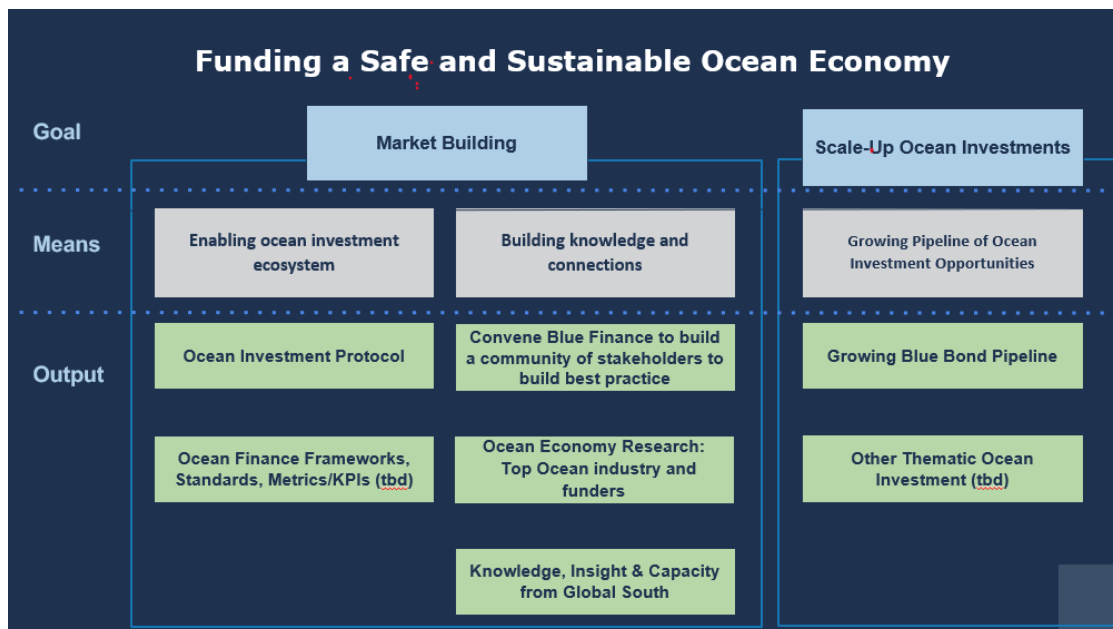 Funding a Safe and Sustainable Ocean Economy
Goal
Market Building
Scale-Up Ocean Investments
Means
Enabling ocean investment
ecosystem
Building knowledge and
connections
Growing Pipeline of Ocean
Investment Opportunities
Output
Ocean Investment Protocol
Convene Blue Finance to build
a community of stakeholders to
build best practice
Growing Blue Bond Pipeline
Ocean Finance Frameworks,
Standards, Metrics/KPIs (tbd)
Ocean Economy Research:
Top Ocean industry and
funders
Other Thematic Ocean
Investment (tbd)
Knowledge, Insight & Capacity
from Global South